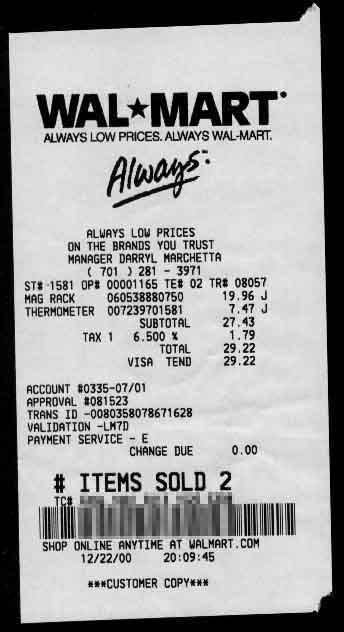 WAL★MART
ALWAYS LOW PRICES. ALWAYS WAL-MART.
Always.
ALWAYS LOW PRICES
ON THE BRANDS YOU TRUST
MANAGER DARRYL MARCHETTA
( 701 ) 281 - 3971
ST# 1581 OP# 00001165 TE# 02 TR# 08057
MAG RACK 060538880750 19.96 J
THERMOMETER 007239701581 7.47 J
SUBTOTAL 27.43
TAX 1 6.500 % 1.79
TOTAL 29.22
VISA TEND 29.22
ACCOUNT #0335-07/01
APPROVAL #081523
TRANS ID -0080358078671628
VALIDATION -LM7D
PAYMENT SERVICE - E
CHANGE DUE 0.00
# ITEMS SOLD 2
TC#
SHOP ONLINE ANYTIME AT WALMART.COM
12/22/00 20:09:45
***CUSTOMER COPY***